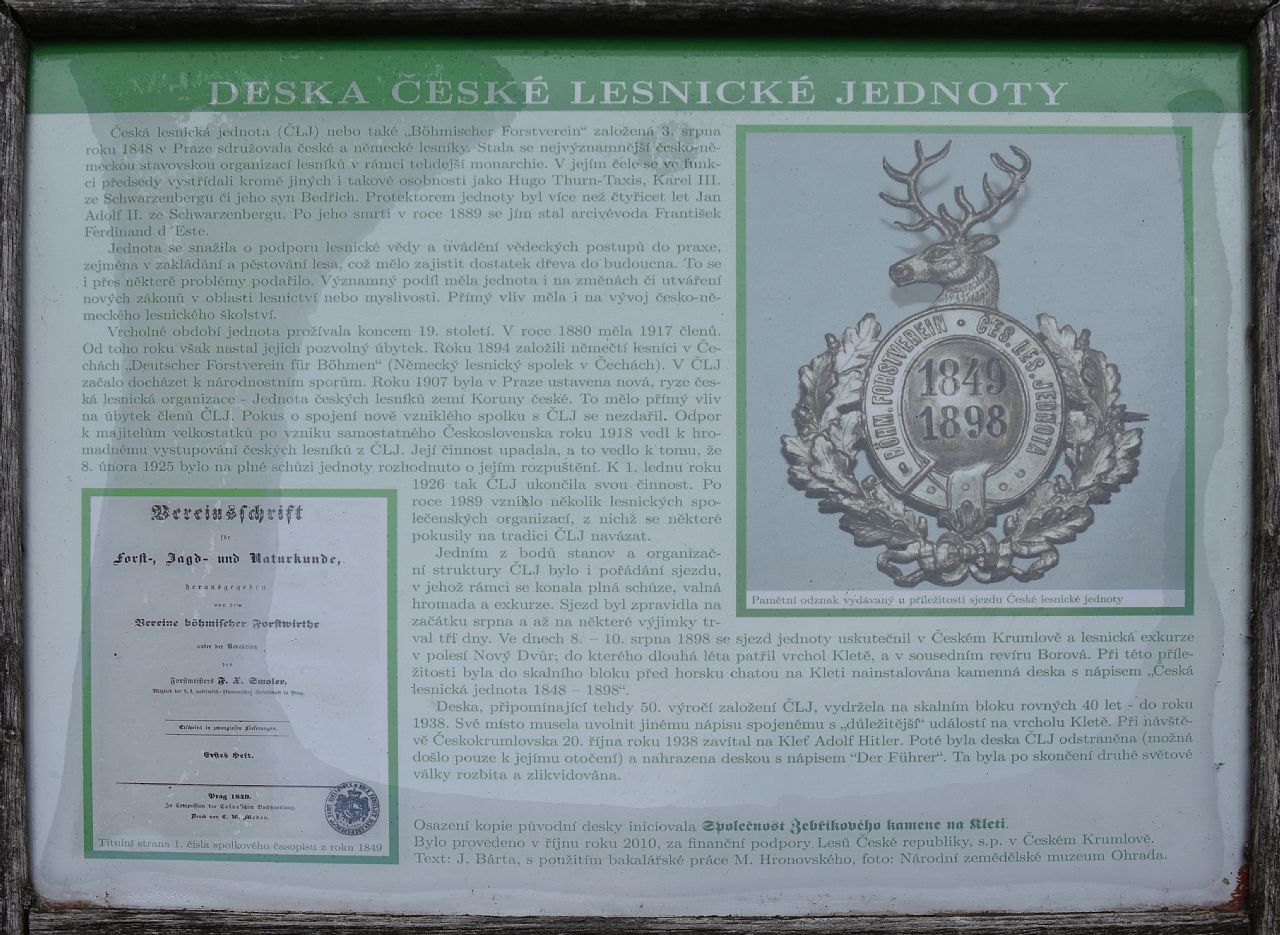 DESKA ČESKÉ LESNICKÉ JEDNOTY
Česká lesnická jednota (ČLJ) nebo také „Böhmischer Forstverein“ založená 3. srpna
roku 1848 v Praze sdružovala české a německé lesníky. Stala se nejvýznamnější česko-ně-
meckou stavovskou organizací lesníků v rámci tehdejší monarchie. V jejím čele se ve funk-
ci předsedy vystřídali kromě jiných i takové osobnosti jako Hugo Thurn-Taxis, Karel III.
ze Schwarzenbergu či jeho syn Bedřich. Protektorem jednoty byl více než čtyřicet let Jan
Adolf II. ze Schwarzenbergu. Po jeho smrti v roce 1889 se jím stal arcivévoda František
Ferdinand d´Este.
Jednota se snažila o podporu lesnické vědy a uvádění vědeckých postupů do praxe,
zejména v zakládání a pěstování lesa, což mělo zajistit dostatek dřeva do budoucna. To se
i přes některé problémy podařilo. Významný podíl měla jednota i na změnách či utváření
nových zákonů v oblasti lesnictví nebo myslivosti. Přímý vliv měla i na vývoj česko-ně-
meckého lesnického školství.
Vrcholné období jednota prožívala koncem 19. století. V roce 1880 měla 1917 členů.
Od toho roku však nastal jejich pozvolný úbytek. Roku 1894 založili němečtí lesníci v Če-
chách „Deutscher Forstverein für Böhmen“ (Německý lesnický spolek v Čechách). V ČLJ
začalo docházet k národnostním sporům. Roku 1907 byla v Praze ustavena nová, ryze čes-
ká lesnická organizace - Jednota českých lesníků zemí Koruny české. To mělo přímý vliv
na úbytek členů ČLJ. Pokus o spojení nově vzniklého spolku s ČLJ se nezdařil. Odpor
k majitelům velkostatků po vzniku samostatného Československa roku 1918 vedl k hro-
madnému vystupování českých lesníků z ČLJ. Její činnost upadala, a to vedlo k tomu, že
8. února 1925 bylo na plné schůzi jednoty rozhodnuto o jejím rozpuštění. K 1. lednu roku
1926 tak ČLJ ukončila svou činnost. Po
roce 1989 vzniklo několik lesnických spo-
lečenských organizací, z nichž se některé
pokusily na tradici ČLJ navázat.
Jedním z bodů stanov a organizač-
ní struktury ČLJ bylo i pořádání sjezdu,
v jehož rámci se konala plná schůze, valná
hromada a exkurze. Sjezd byl zpravidla na
začátku srpna a až na některé výjimky tr-
val tři dny. Ve dnech 8. – 10. srpna 1898 se sjezd jednoty uskutečnil v Českém Krumlově a lesnická exkurze
v polesí Nový Dvůr, do kterého dlouhá léta patřil vrchol Kletě, a v sousedním revíru Borová. Při této příle-
žitosti byla do skalního bloku před horsku chatou na Kleti nainstalována kamenná deska s nápisem „Česká
lesnická jednota 1848 – 1898“.
Deska, připomínající tehdy 50. výročí založení ČLJ, vydržela na skalním bloku rovných 40 let - do roku
1938. Své místo musela uvolnit jinému nápisu spojenému s „důležitější“ událostí na vrcholu Kletě. Při návště-
vě Českokrumlovska 20. října roku 1938 zavítal na Kleť Adolf Hitler. Poté byla deska ČLJ odstraněna (možná
došlo pouze k jejímu otočení) a nahrazena deskou s nápisem "Der Führer“. Ta byla po skončení druhé světové
války rozbita a zlikvidována.
Osazení kopie původní desky iniciovala Společnost Žebříkového kamene na Kleti.
Bylo provedeno v říjnu roku 2010, za finanční podpory Lesů České republiky, s.p. v Českém Krumlově.
Text: J. Bárta, s použitím bakalářské práce M. Hronovského, foto: Národní zemědělské muzeum Ohrada.
BÖHM. FORSTVEREIN · ČES. LES. JEDNOTA
1849
1898
Pamětní odznak vydávaný u příležitosti sjezdu České lesnické jednoty
Vereinsschrift
für
Forst-, Jagd- und Naturkunde,
herausgegeben
von dem
Vereine böhmischer Forstwirthe
unter der Redaktion
des
Forstmeisters F. X. Smoler,
Erscheint in zwanglosen Lieferungen.
Erstes Heft.
Prag 1849.
In Commission der Calve'schen Buchhandlung.
Druck von C. W. Medau.
Titulní strana 1. čísla spolkového časopisu z roku 1849